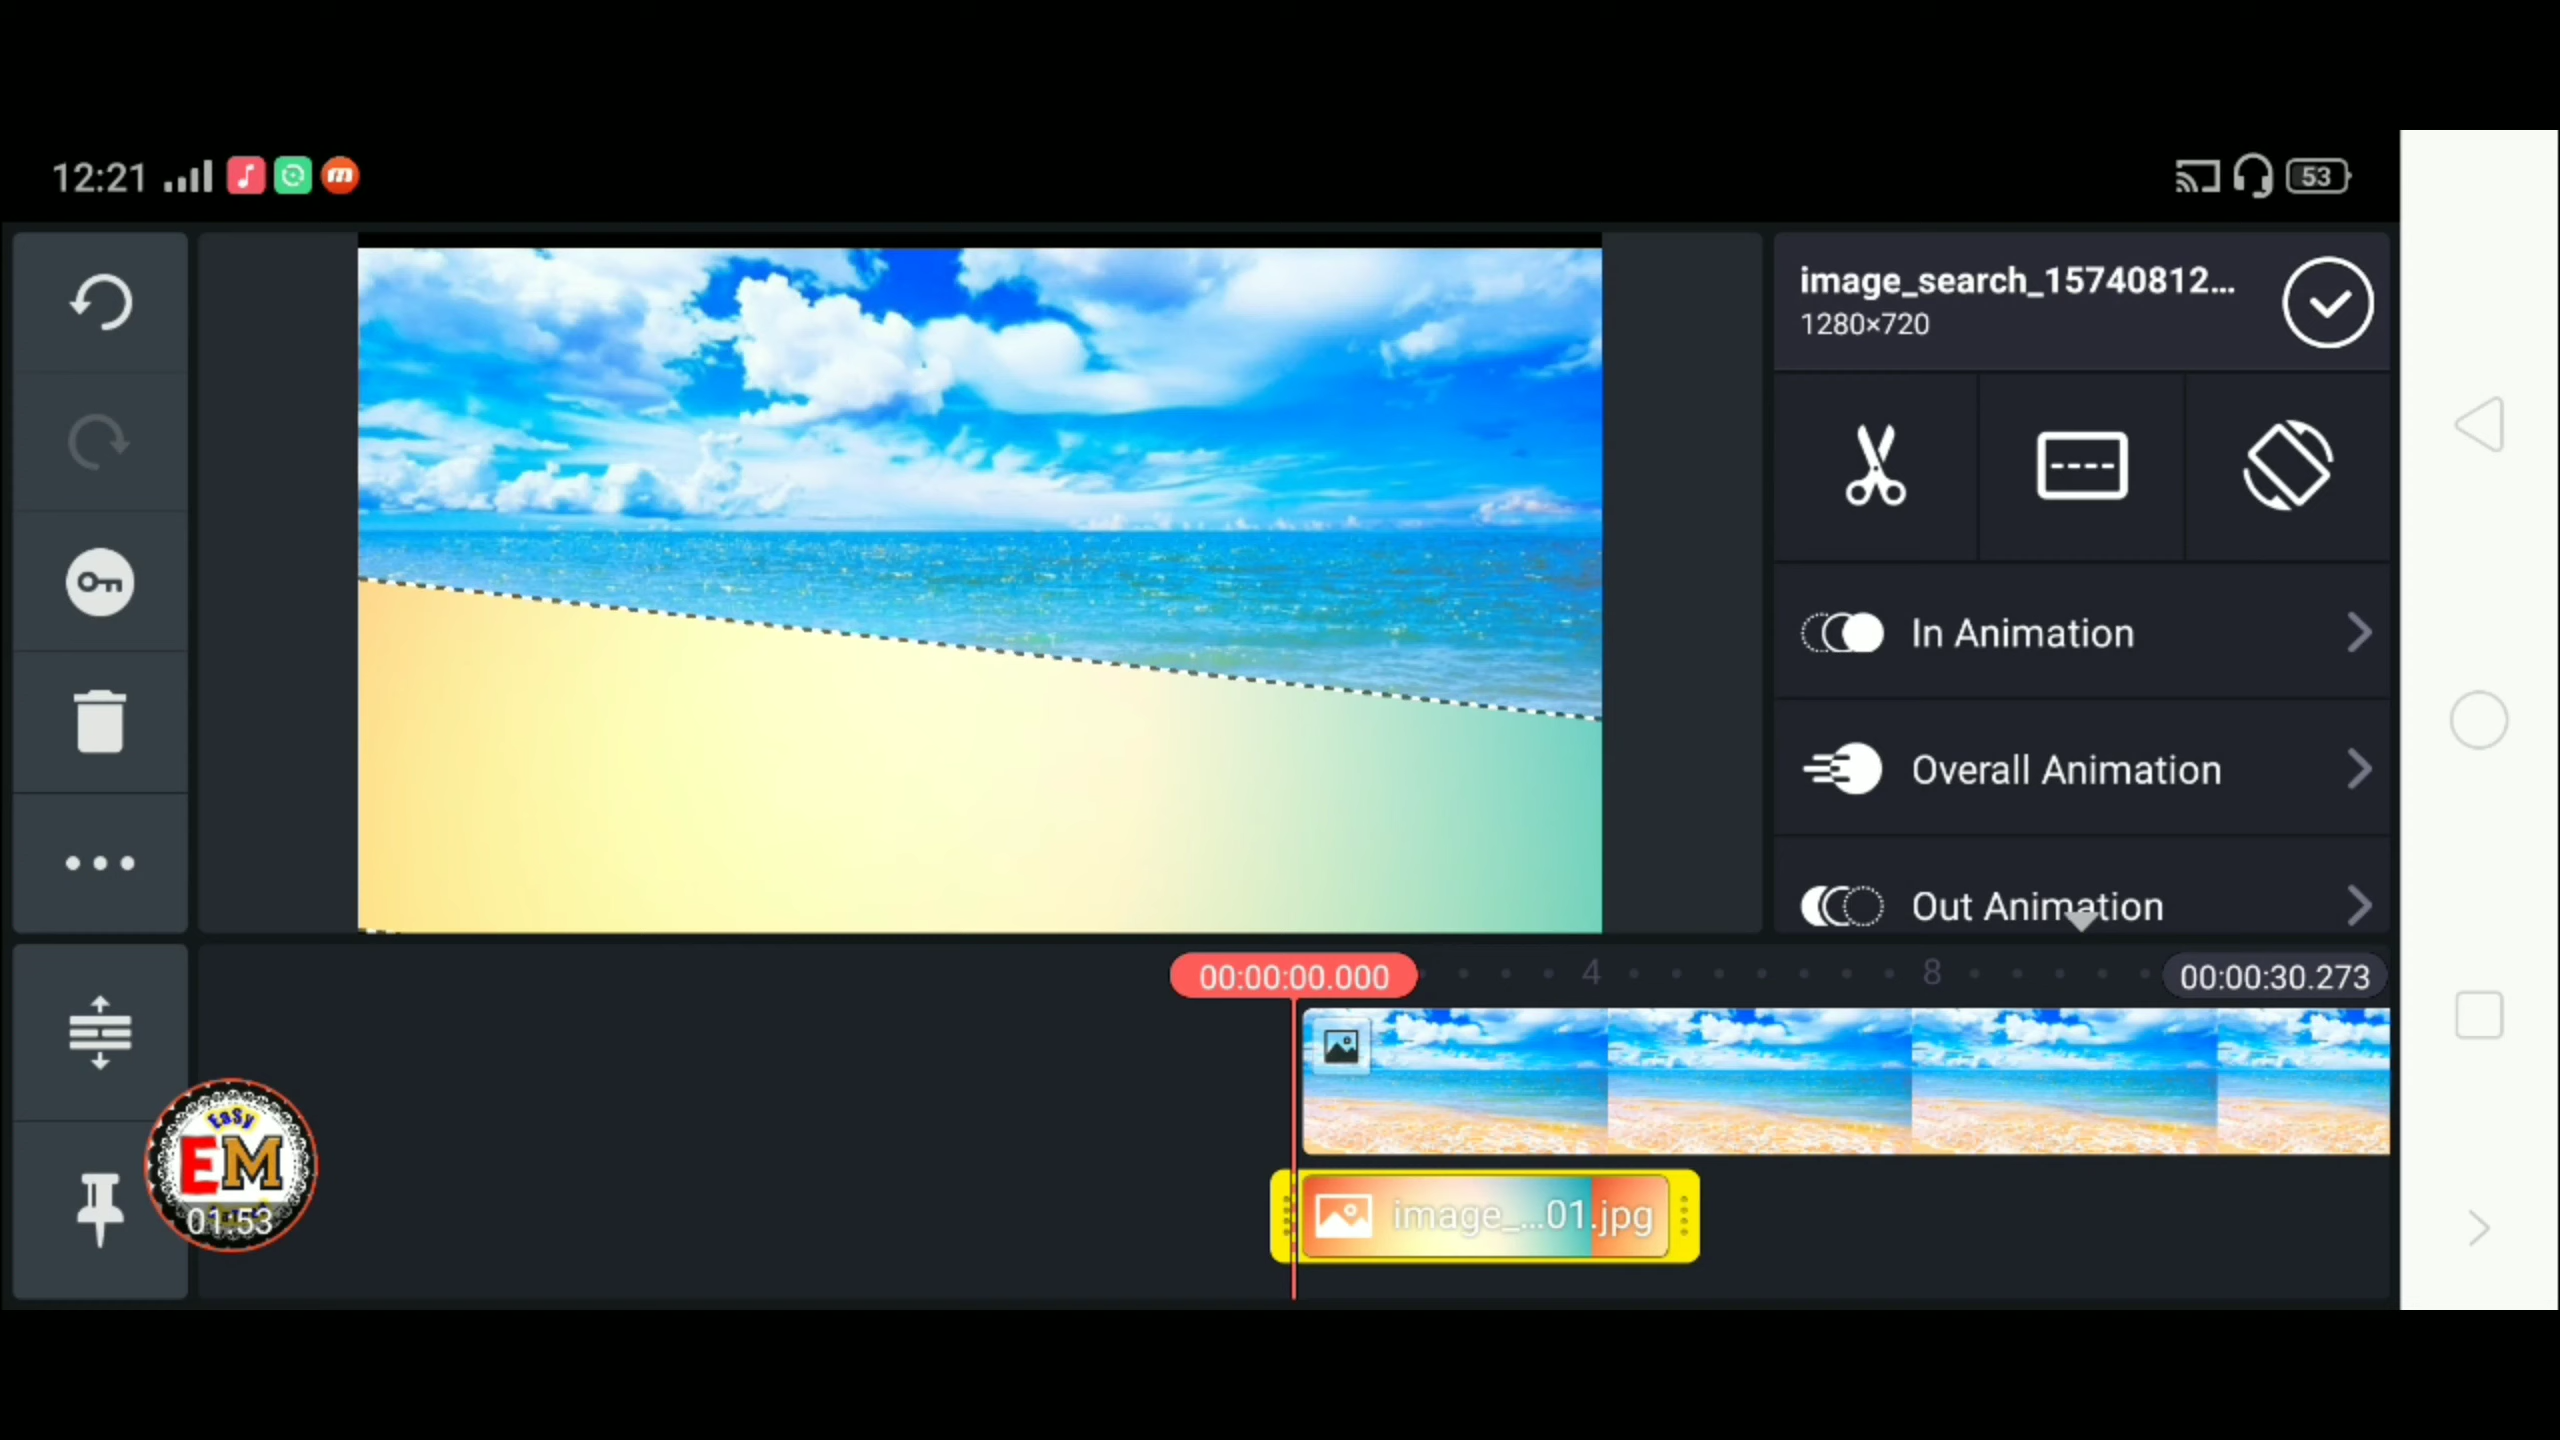 12:21
53
image_search_15740812...
1280×720
In Animation
Overall Animation
Out Animation
00:00:00.000
4
8
00:00:30.273
image_...01.jpg
EaSy
EM
01:53